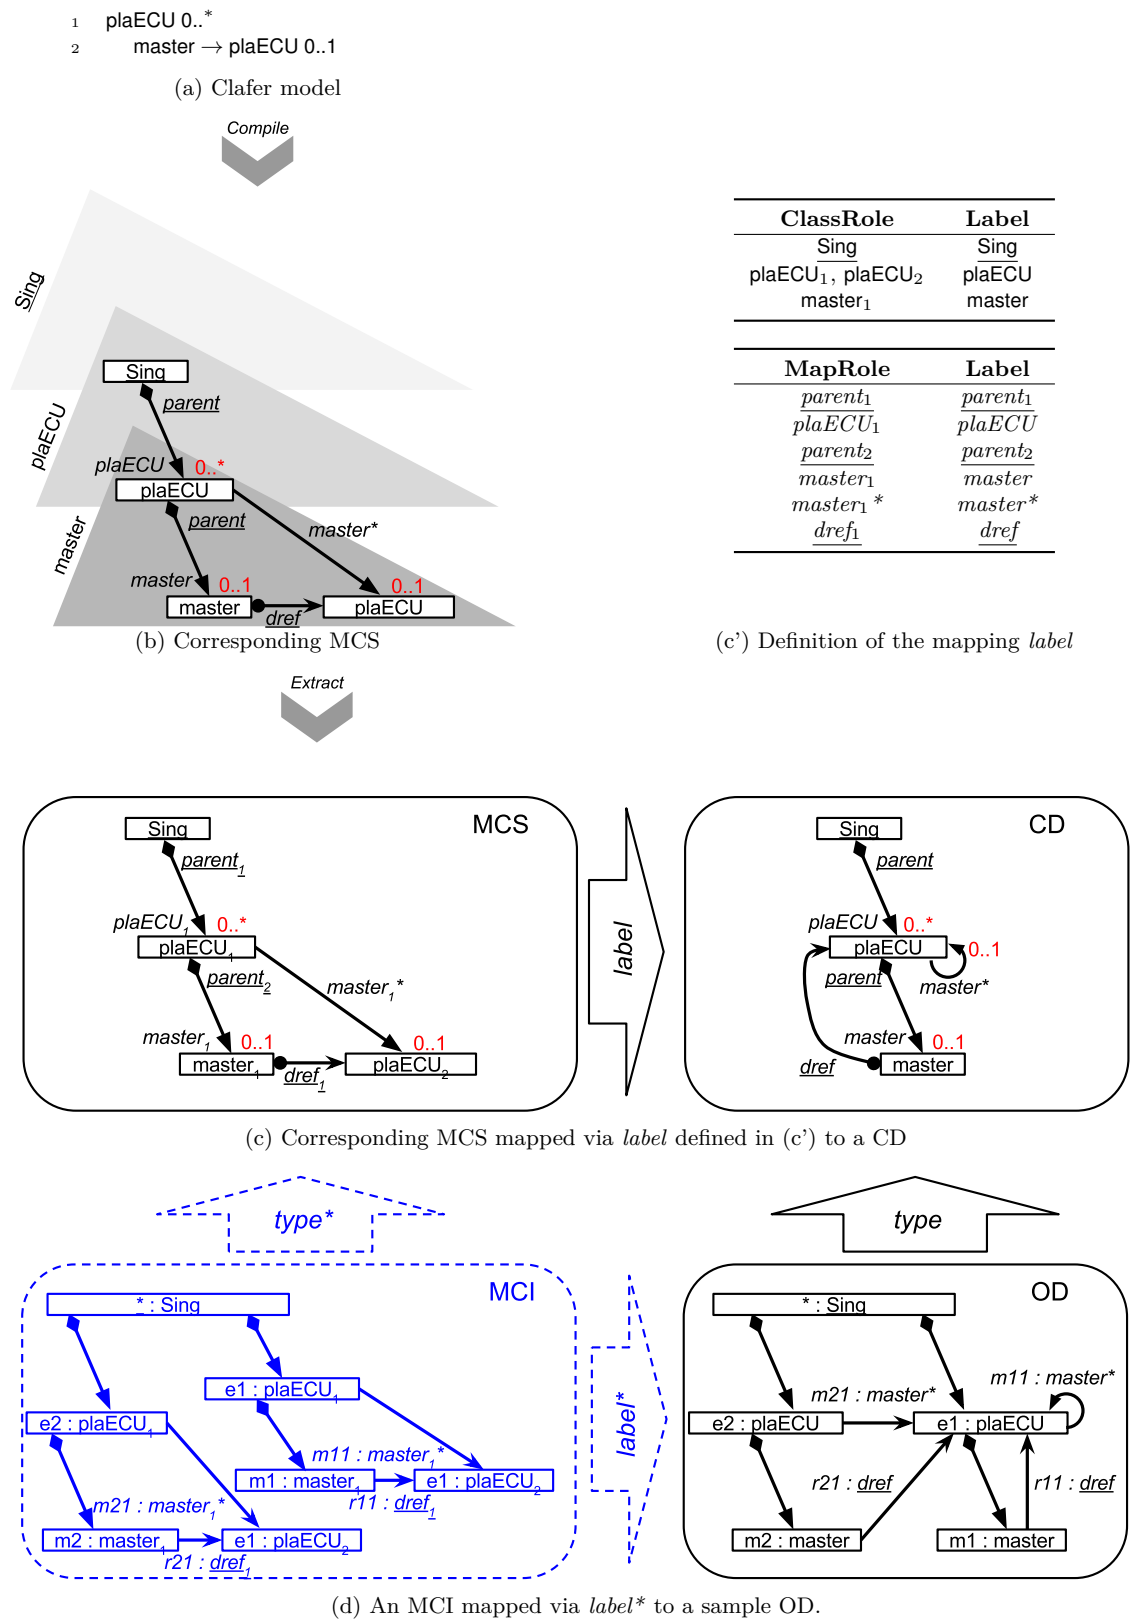 1 plaECU 0..*
2 master → plaECU 0..1
(a) Clafer model
Compile
Sing
plaECU
master
Sing
parent
plaECU 0..*
plaECU
parent
master*
master 0..1 0..1
master plaECU
dref
(b) Corresponding MCS
ClassRole Label
Sing Sing
plaECU₁, plaECU₂ plaECU
master₁ master
MapRole Label
parent₁ parent₁
plaECU₁ plaECU
parent₂ parent₂
master₁ master
master₁* master*
dref₁ dref
(c') Definition of the mapping label
Extract
MCS
Sing
parent₁
plaECU₁ 0..*
plaECU₁
parent₂
master₁*
master₁ 0..1 0..1
master₁ plaECU₂
dref₁
label
CD
Sing
parent
plaECU 0..*
plaECU 0..1
parent master*
master 0..1
dref master
(c) Corresponding MCS mapped via label defined in (c') to a CD
type*
type
MCI
* : Sing
e1 : plaECU₁
e2 : plaECU₁
m11 : master₁*
m1 : master₁ e1 : plaECU₂
r11 : dref₁
m21 : master₁*
m2 : master₁ e1 : plaECU₂
r21 : dref₁
label*
OD
* : Sing
m11 : master*
m21 : master*
e2 : plaECU e1 : plaECU
r21 : dref r11 : dref
m2 : master m1 : master
(d) An MCI mapped via label* to a sample OD.